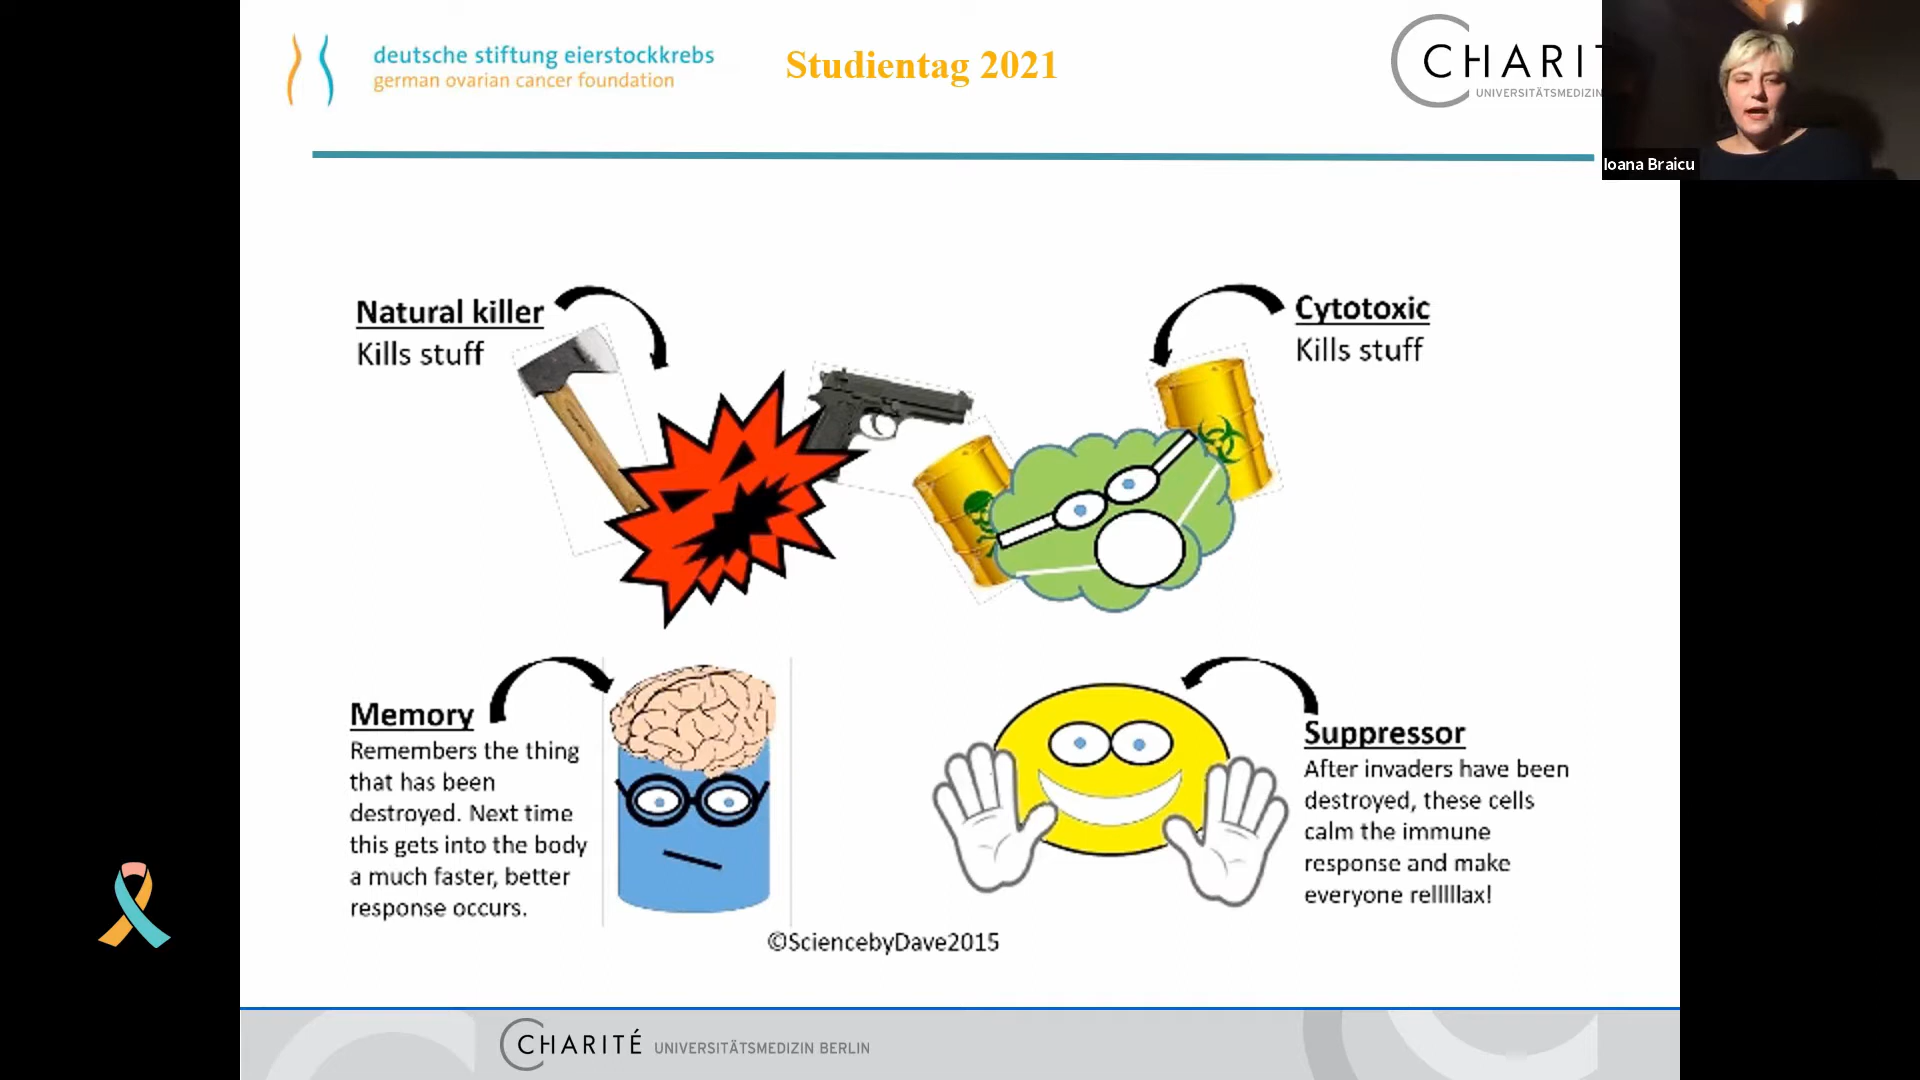 deutsche stiftung eierstockkrebs
german ovarian cancer foundation
Studientag 2021
CHARIT
UNIVERSITÄTSMEDIZIN
Ioana Braicu
Natural killer
Kills stuff
Cytotoxic
Kills stuff
Memory
Remembers the thing
that has been
destroyed. Next time
this gets into the body
a much faster, better
response occurs.
Suppressor
After invaders have been
destroyed, these cells
calm the immune
response and make
everyone relllllax!
©SciencebyDave2015
CHARITÉ UNIVERSITÄTSMEDIZIN BERLIN